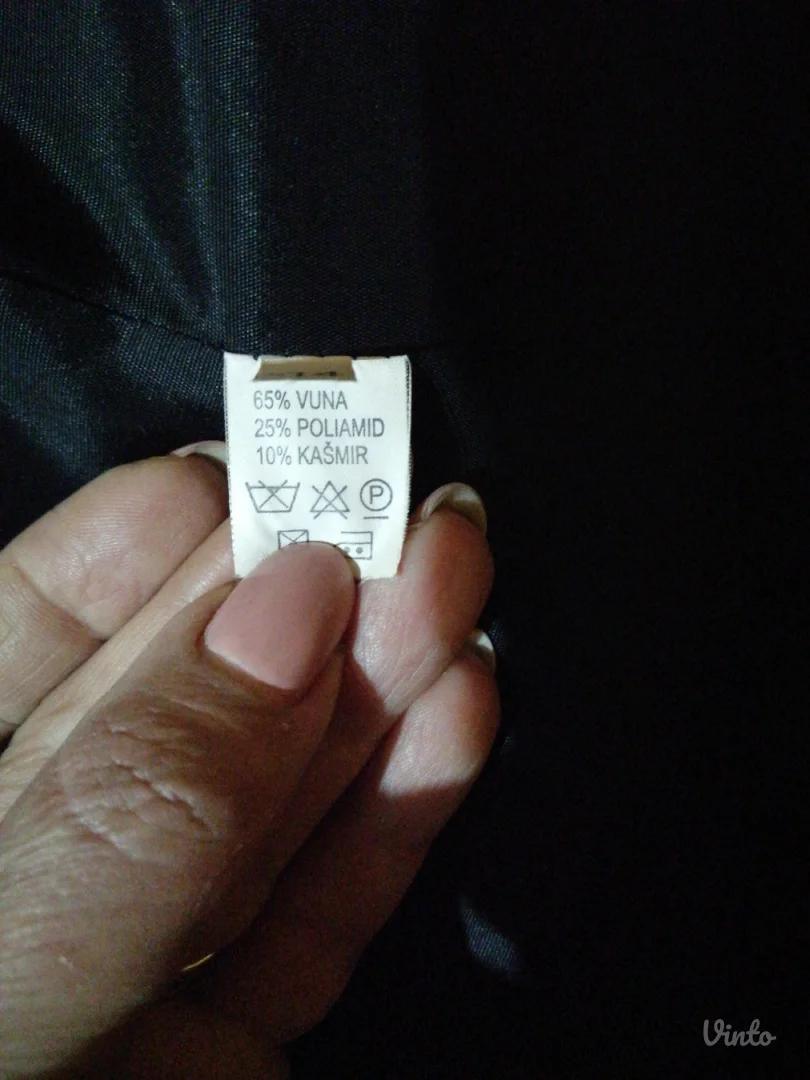 65% VUNA
25% POLIAMID
10% KAŠMIR
P
Vinto